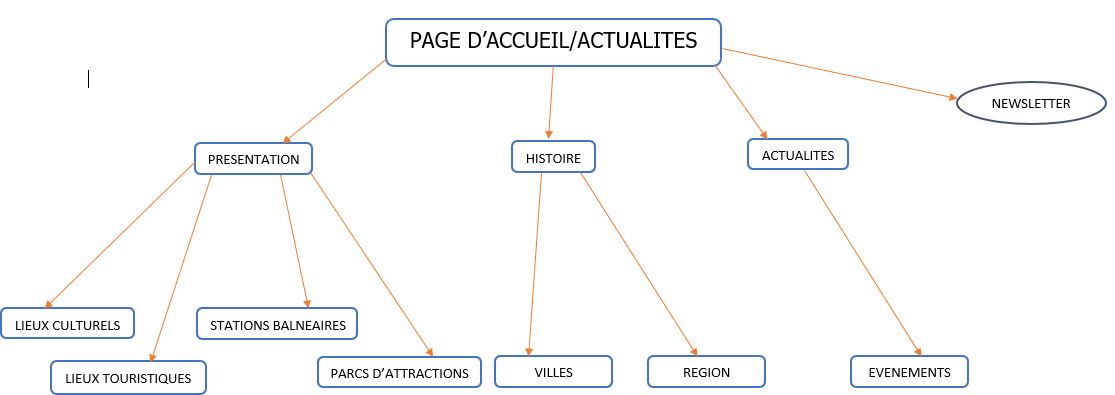 PAGE D’ACCUEIL/ACTUALITES
NEWSLETTER
PRESENTATION
HISTOIRE
ACTUALITES
LIEUX CULTURELS
STATIONS BALNEAIRES
LIEUX TOURISTIQUES
PARCS D’ATTRACTIONS
VILLES
REGION
EVENEMENTS